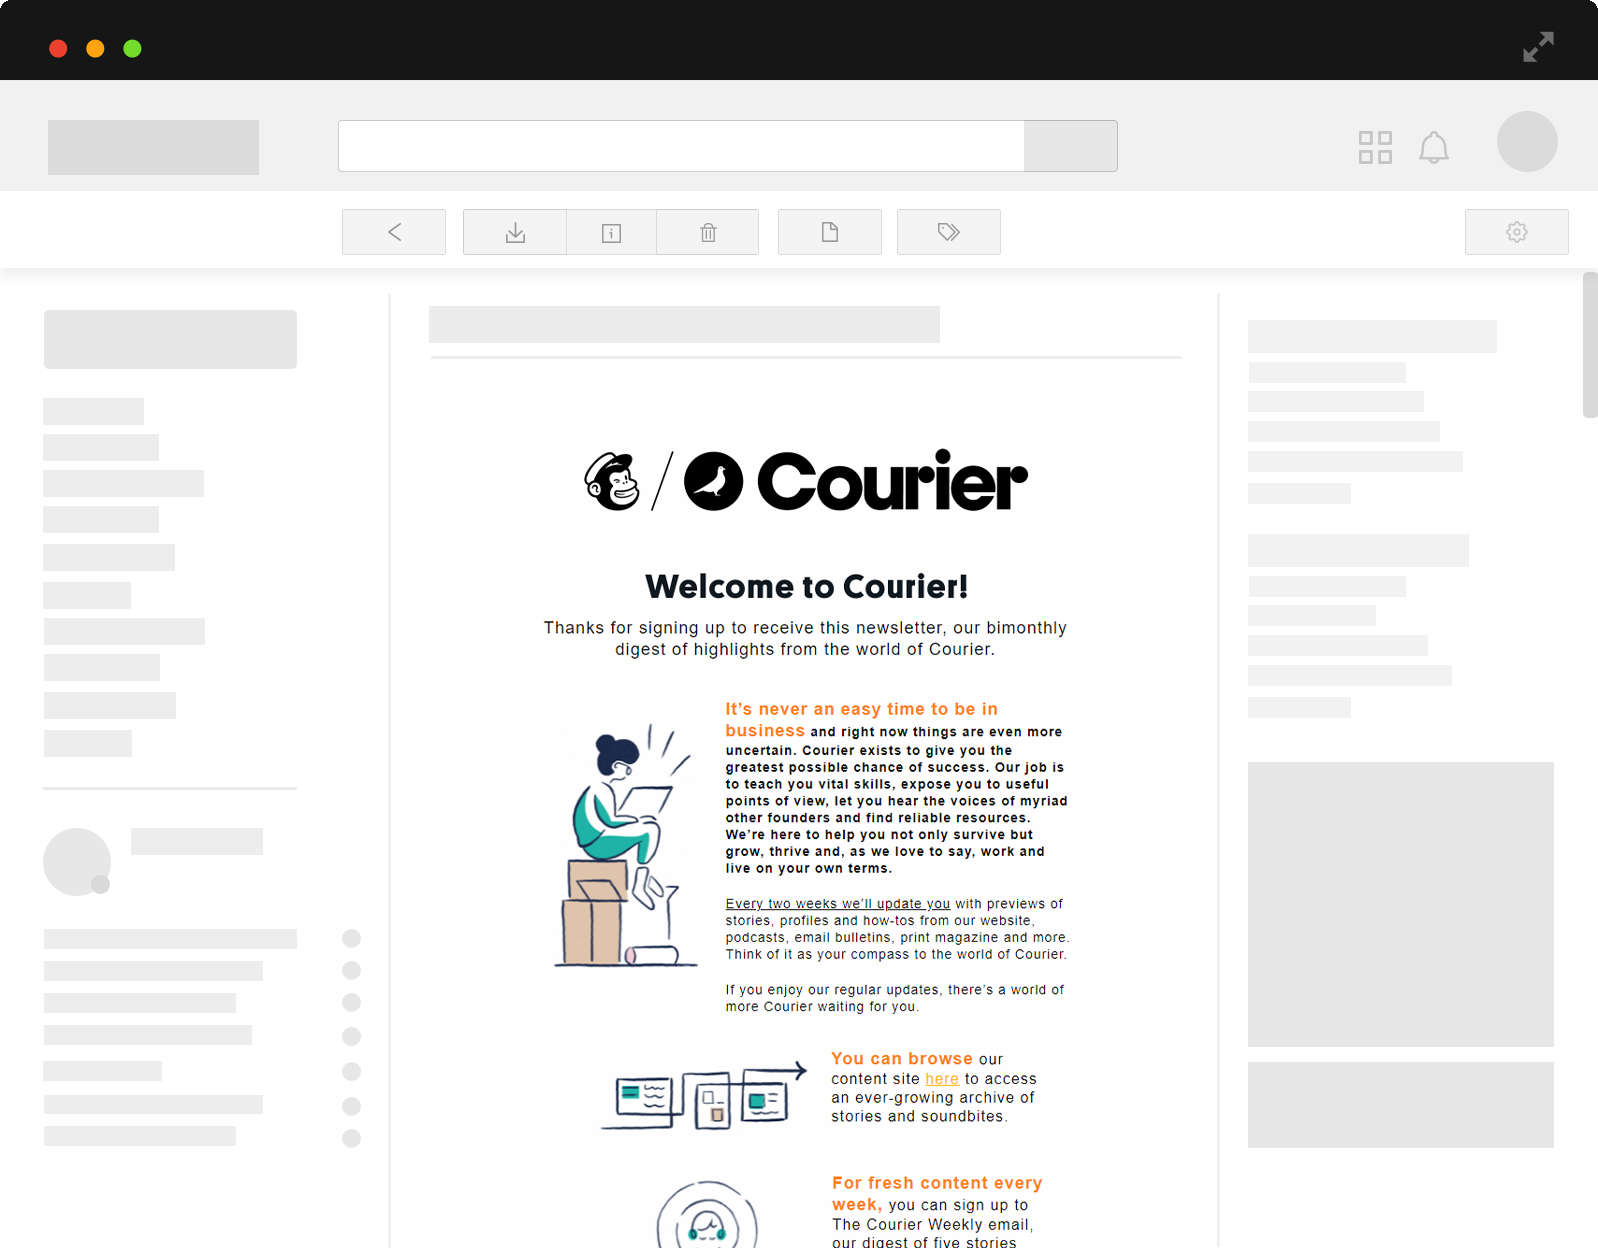 Courier
Welcome to Courier!
Thanks for signing up to receive this newsletter, our bimonthly
digest of highlights from the world of Courier.
It’s never an easy time to be in
business and right now things are even more
uncertain. Courier exists to give you the
greatest possible chance of success. Our job is
to teach you vital skills, expose you to useful
points of view, let you hear the voices of myriad
other founders and find reliable resources.
We’re here to help you not only survive but
grow, thrive and, as we love to say, work and
live on your own terms.
Every two weeks we’ll update you with previews of
stories, profiles and how-tos from our website,
podcasts, email bulletins, print magazine and more.
Think of it as your compass to the world of Courier.
If you enjoy our regular updates, there’s a world of
more Courier waiting for you.
You can browse our
content site here to access
an ever-growing archive of
stories and soundbites.
For fresh content every
week, you can sign up to
The Courier Weekly email,
our digest of five stories